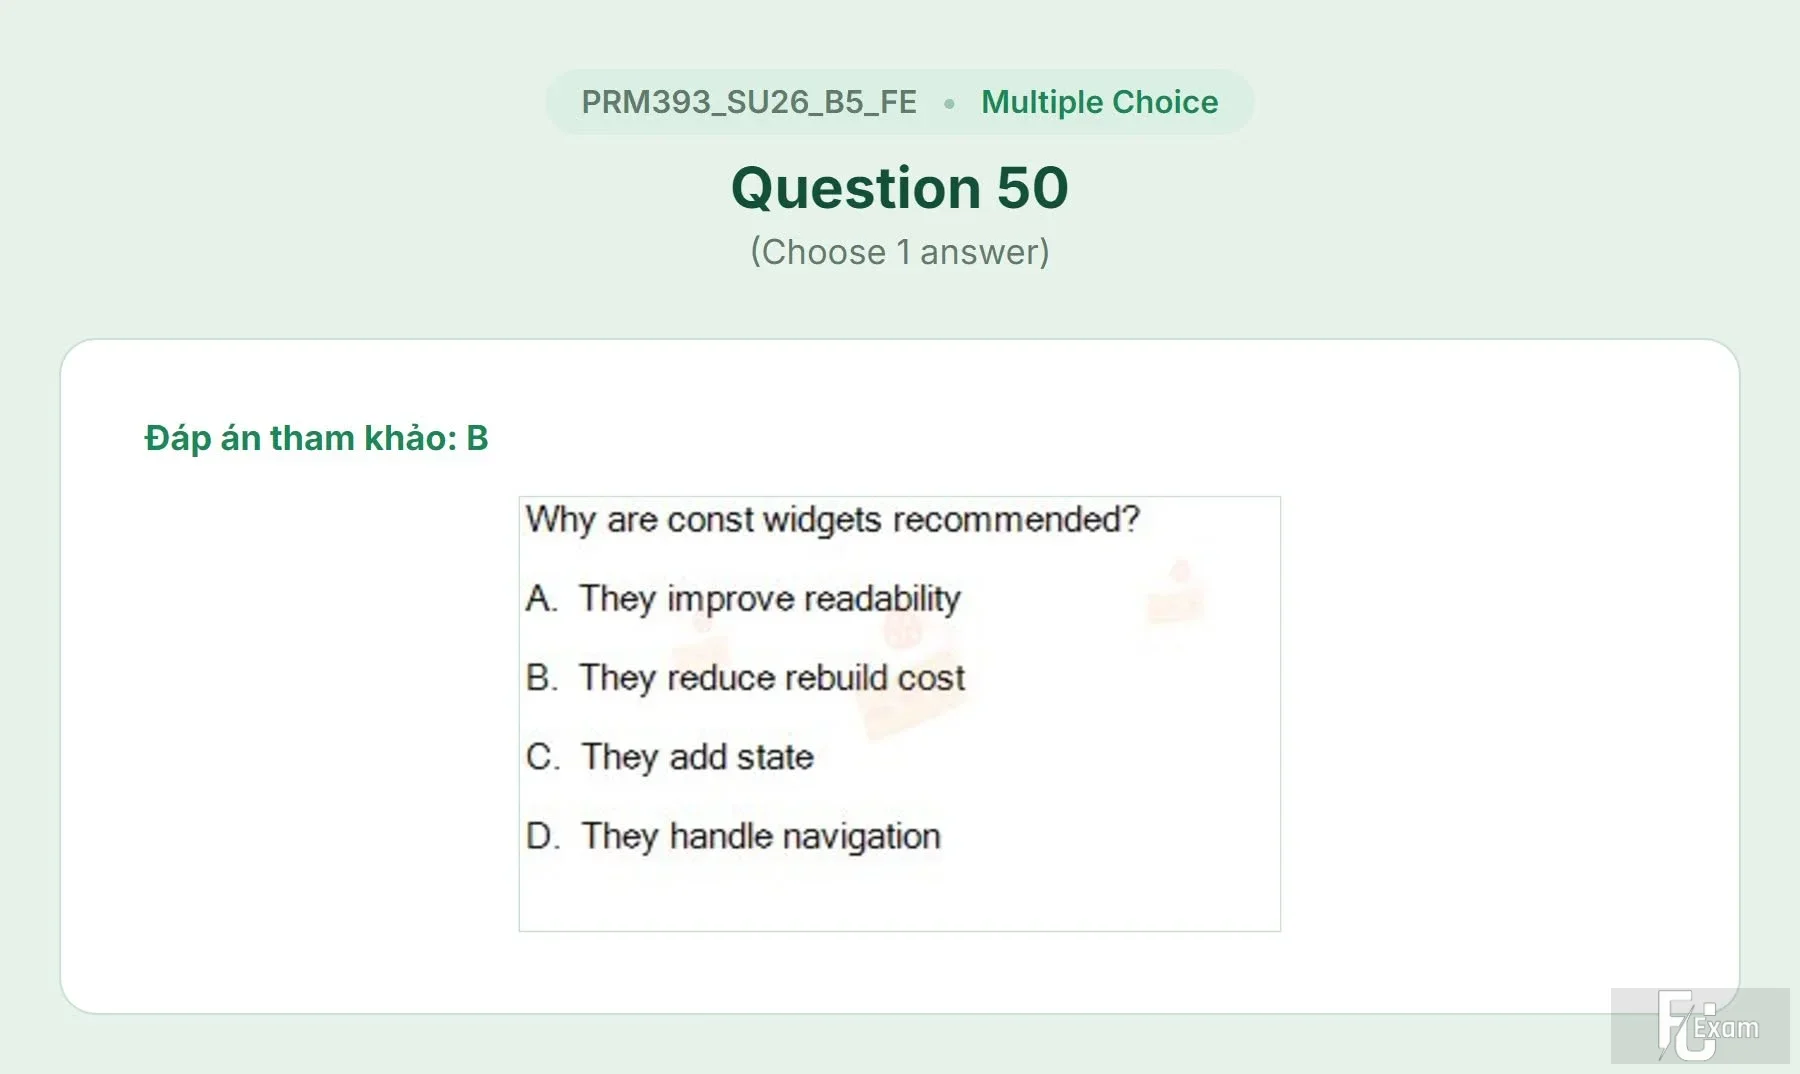 PRM393_SU26_B5_FE • Multiple Choice
Question 50
(Choose 1 answer)
Đáp án tham khảo: B
Why are const widgets recommended?
A. They improve readability
B. They reduce rebuild cost
C. They add state
D. They handle navigation
FU Exam